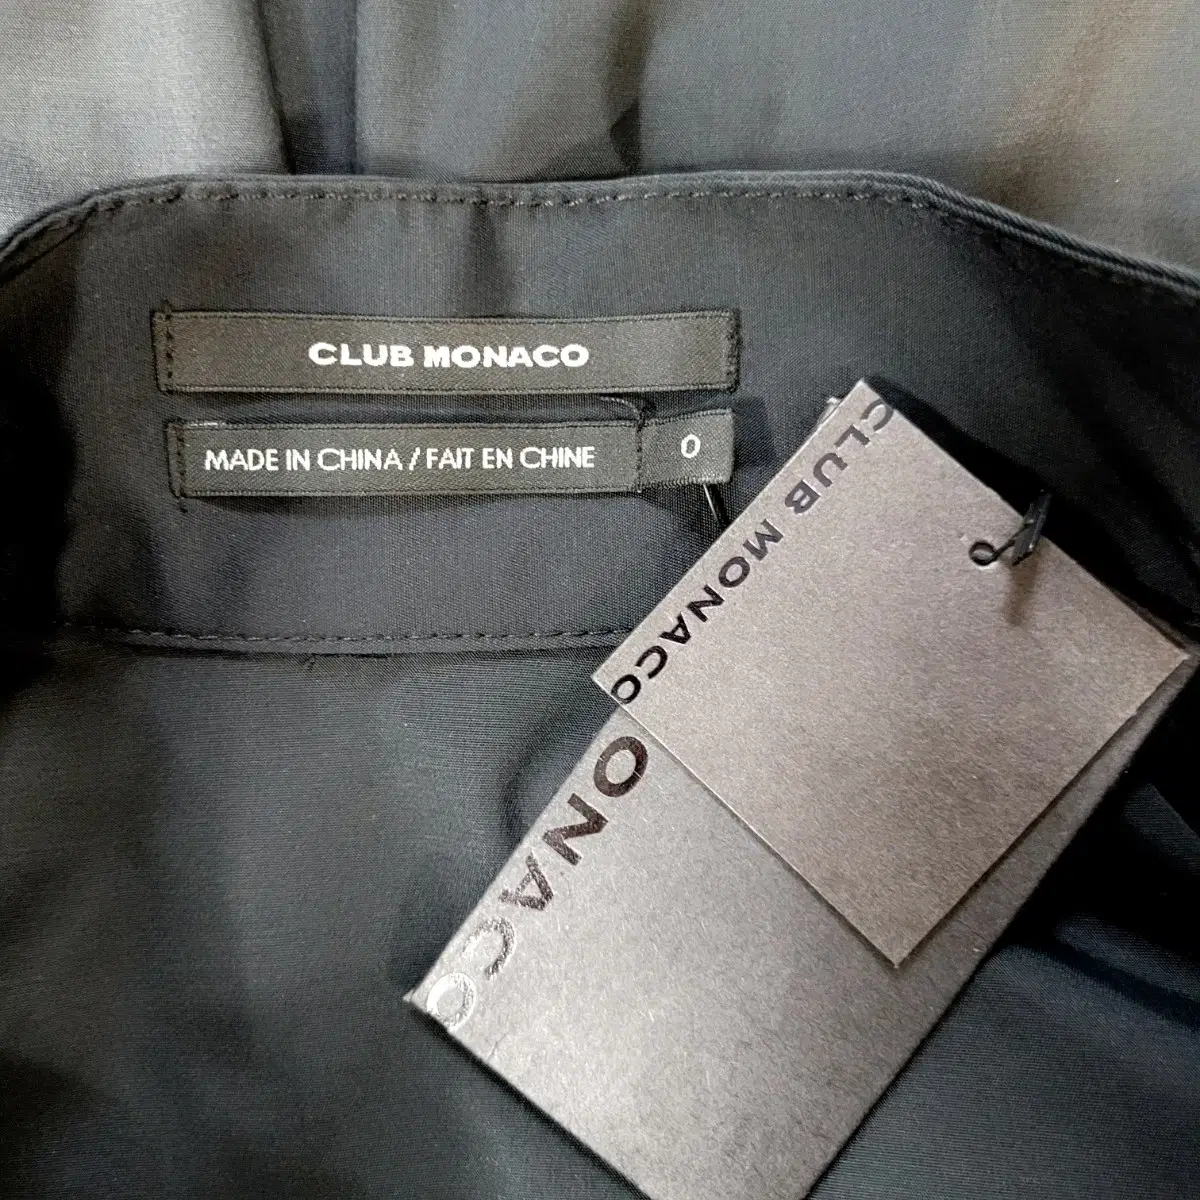 CLUB MONACO
MADE IN CHINA / FAIT EN CHINE
0
CLUB MONACO
ONACO